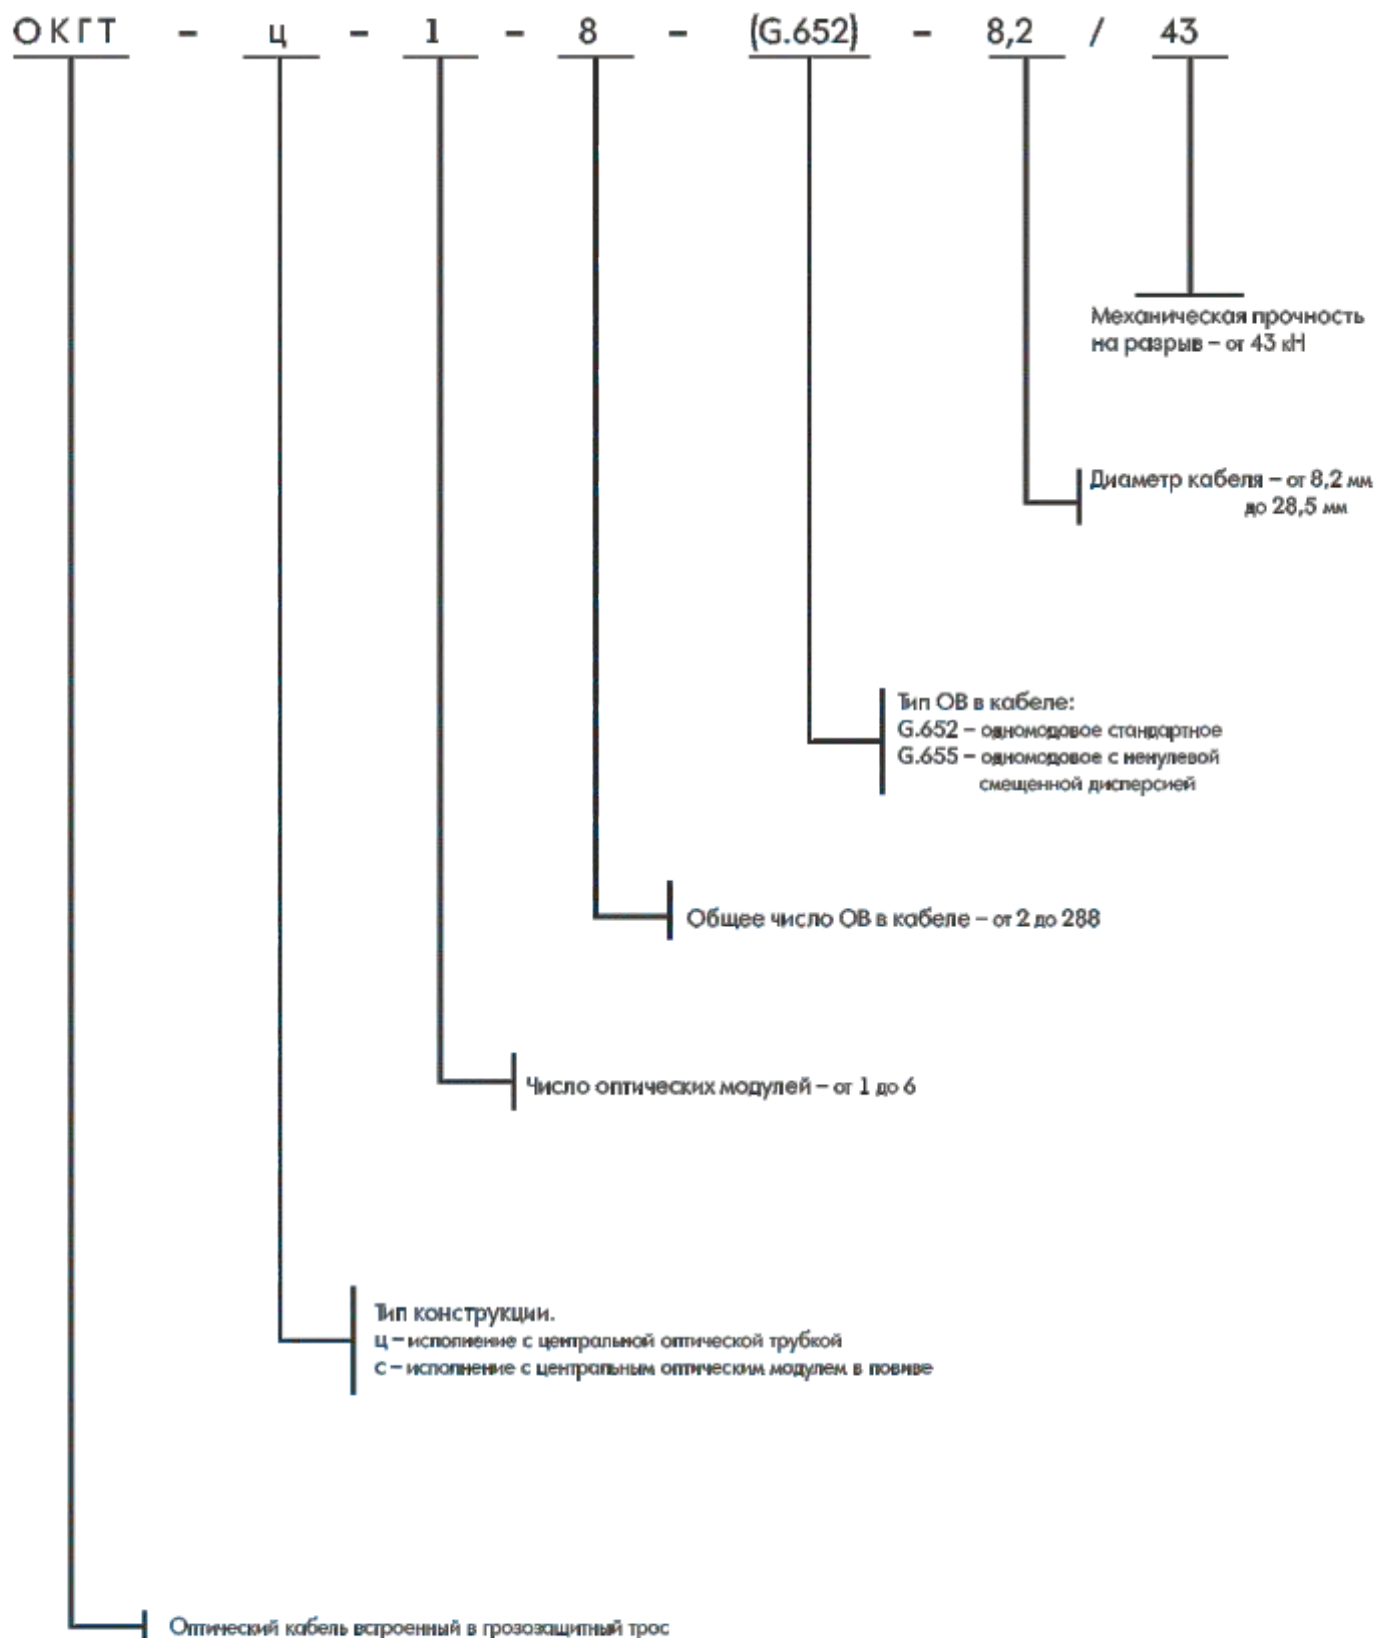 ОКГТ - ц - 1 - 8 - (G.652) - 8,2 / 43
Механическая прочность
на разрыв – от 43 кН
Диаметр кабеля – от 8,2 мм
до 28,5 мм
Тип ОВ в кабеле:
G.652 – одномодовое стандартное
G.655 – одномодовое с ненулевой
смещенной дисперсией
Общее число ОВ в кабеле – от 2 до 288
Число оптических модулей – от 1 до 6
Тип конструкции.
ц – исполнение с центральной оптической трубкой
с – исполнение с центральным оптическим модулем в повиве
Оптический кабель встроенный в грозозащитный трос